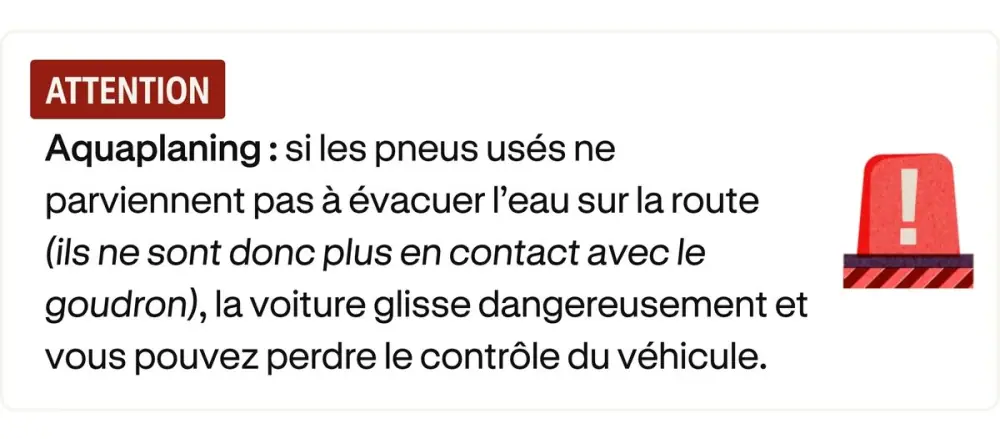 ATTENTION
Aquaplaning : si les pneus usés ne
parviennent pas à évacuer l’eau sur la route
(ils ne sont donc plus en contact avec le
goudron), la voiture glisse dangereusement et
vous pouvez perdre le contrôle du véhicule.
!